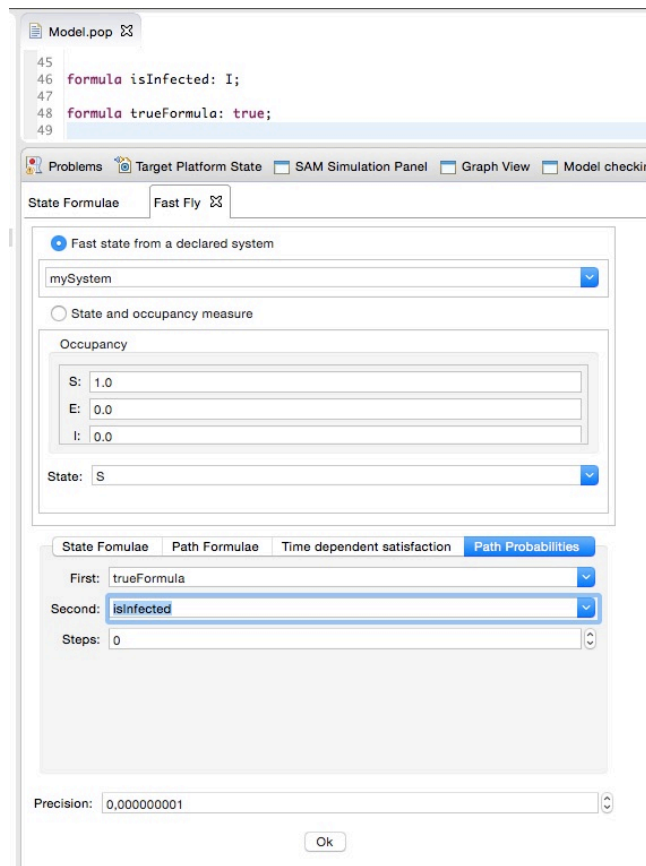 Model.pop
45
46 formula isInfected: I;
47
48 formula trueFormula: true;
49
Problems Target Platform State SAM Simulation Panel Graph View Model checkin
State Formulae Fast Fly
Fast state from a declared system
mySystem
State and occupancy measure
Occupancy
S: 1.0
E: 0.0
I: 0.0
State: S
State Fomulae Path Formulae Time dependent satisfaction Path Probabilities
First: trueFormula
Second: isInfected
Steps: 0
Precision: 0,000000001
Ok